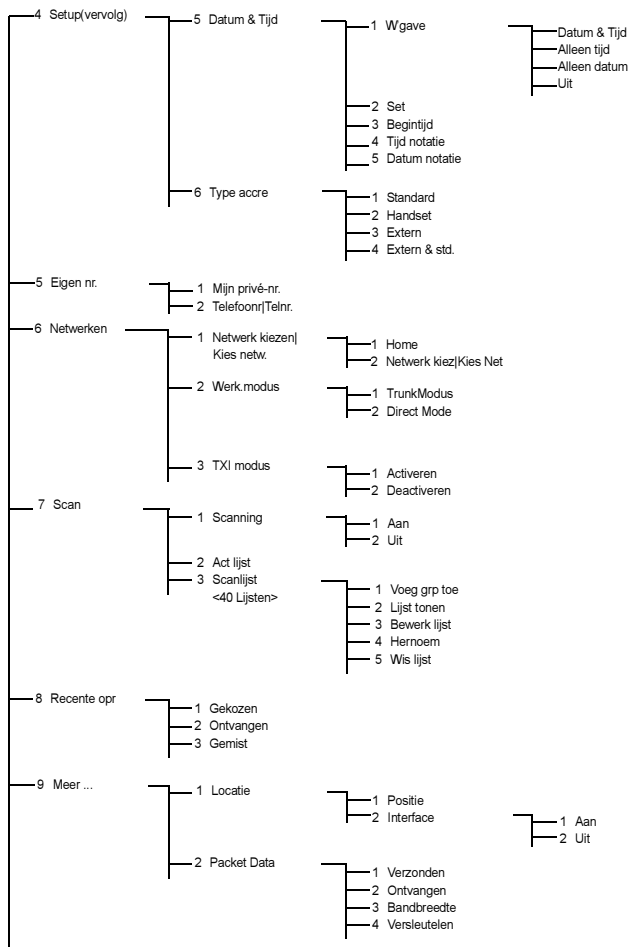 4 Setup(vervolg)
5 Datum & Tijd
1 W'gave
Datum & Tijd
Alleen tijd
Alleen datum
Uit
2 Set
3 Begintijd
4 Tijd notatie
5 Datum notatie
6 Type accre
1 Standard
2 Handset
3 Extern
4 Extern & std.
5 Eigen nr.
1 Mijn privé-nr.
2 Telefoonr|Telnr.
6 Netwerken
1 Netwerk kiezen|
Kies netw.
1 Home
2 Netwerk kiez|Kies Net
2 Werk.modus
1 TrunkModus
2 Direct Mode
3 TXI modus
1 Activeren
2 Deactiveren
7 Scan
1 Scanning
1 Aan
2 Uit
2 Act lijst
3 Scanlijst
<40 Lijsten>
1 Voeg grp toe
2 Lijst tonen
3 Bewerk lijst
4 Hernoem
5 Wis lijst
8 Recente opr
1 Gekozen
2 Ontvangen
3 Gemist
9 Meer ...
1 Locatie
1 Positie
2 Interface
1 Aan
2 Uit
2 Packet Data
1 Verzonden
2 Ontvangen
3 Bandbreedte
4 Versleutelen